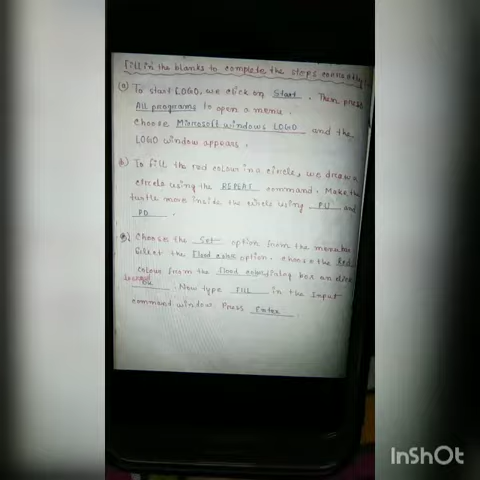 Fill in the blanks to complete the steps correctly:-
(a) To start LOGO, we click on Start. Then press
All programs to open a menu.
Choose Microsoft windows LOGO and the
LOGO window appears.
To fill the red colour in a circle, we draw a
circle using the REPEAT command. Make the
turtle move inside the circle using PU and
PD.
Choose the Set option from the menu bar
Select the flood color option. Choose the Red
colour from the flood color dialog box and click
OK. Now type FILL in the Input
command window. Press Enter.
InShOt